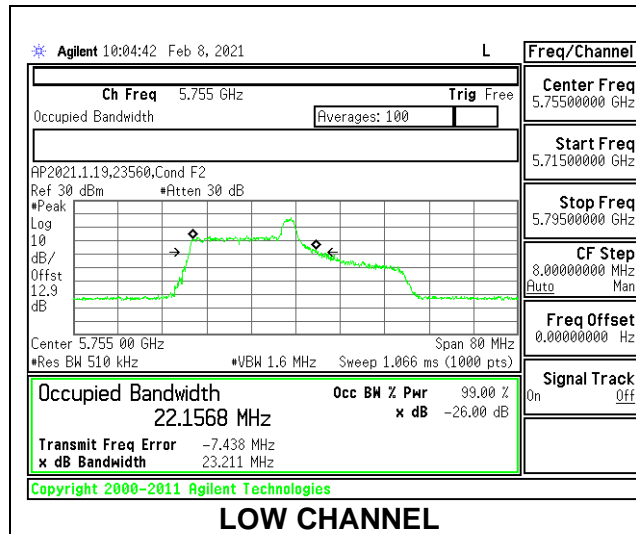 Agilent 10:04:42 Feb 8, 2021 L
Freq/Channel
Ch Freq 5.755 GHz Trig Free
Occupied Bandwidth Averages: 100
AP2021.1.19,23560,Cond F2
Ref 30 dBm #Atten 30 dB
#Peak
Log
10
dB/
Offst
12.9
dB
Center 5.755 00 GHz Span 80 MHz
#Res BW 510 kHz #VBW 1.6 MHz Sweep 1.066 ms (1000 pts)
Occupied Bandwidth Occ BW % Pwr 99.00 %
22.1568 MHz x dB -26.00 dB
Transmit Freq Error -7.438 MHz
x dB Bandwidth 23.211 MHz
Copyright 2000-2011 Agilent Technologies
Center Freq
5.75500000 GHz
Start Freq
5.71500000 GHz
Stop Freq
5.79500000 GHz
CF Step
8.00000000 MHz
Auto Man
Freq Offset
0.00000000 Hz
Signal Track
On Off
LOW CHANNEL